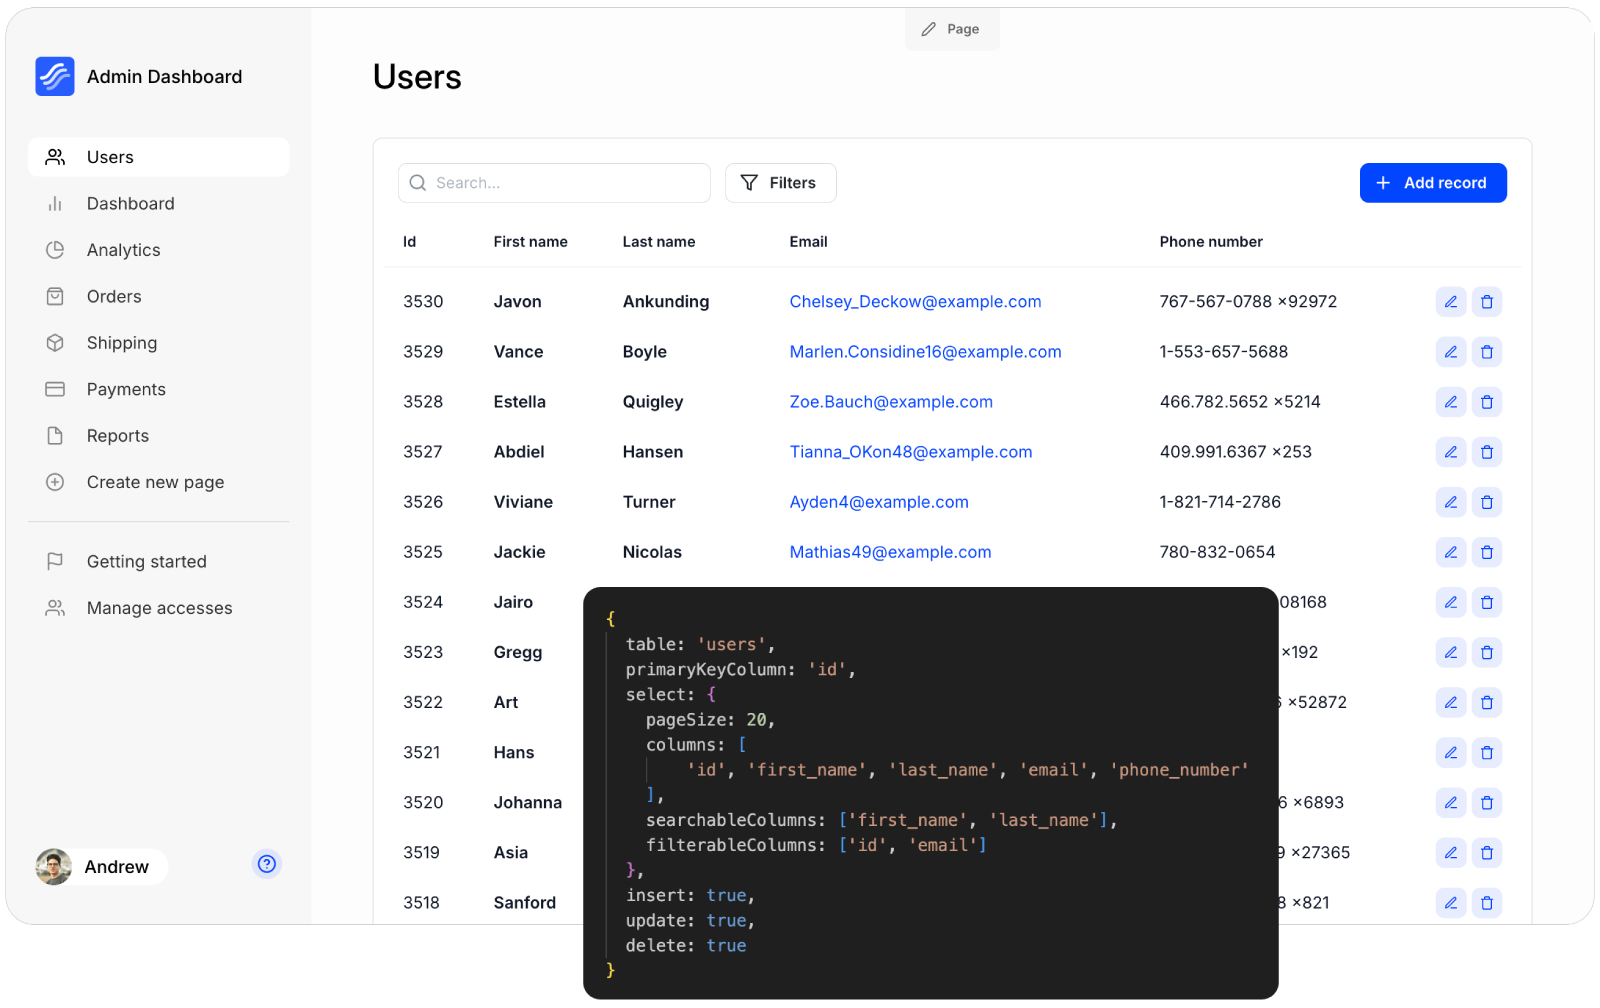 Page
Admin Dashboard
Users
Dashboard
Analytics
Orders
Shipping
Payments
Reports
Create new page
Getting started
Manage accesses
Andrew
Users
Search...
Filters
Add record
Id First name Last name Email Phone number
3530 Javon Ankunding Chelsey_Deckow@example.com 767-567-0788 x92972
3529 Vance Boyle Marlen.Considine16@example.com 1-553-657-5688
3528 Estella Quigley Zoe.Bauch@example.com 466.782.5652 x5214
3527 Abdiel Hansen Tianna_OKon48@example.com 409.991.6367 x253
3526 Viviane Turner Ayden4@example.com 1-821-714-2786
3525 Jackie Nicolas Mathias49@example.com 780-832-0654
3524 Jairo 08168
3523 Gregg x192
3522 Art x52872
3521 Hans
3520 Johanna 6 x6893
3519 Asia 9 x27365
3518 Sanford 8 x821
{
table: 'users',
primaryKeyColumn: 'id',
select: {
pageSize: 20,
columns: [
'id', 'first_name', 'last_name', 'email', 'phone_number'
],
searchableColumns: ['first_name', 'last_name'],
filterableColumns: ['id', 'email']
},
insert: true,
update: true,
delete: true
}